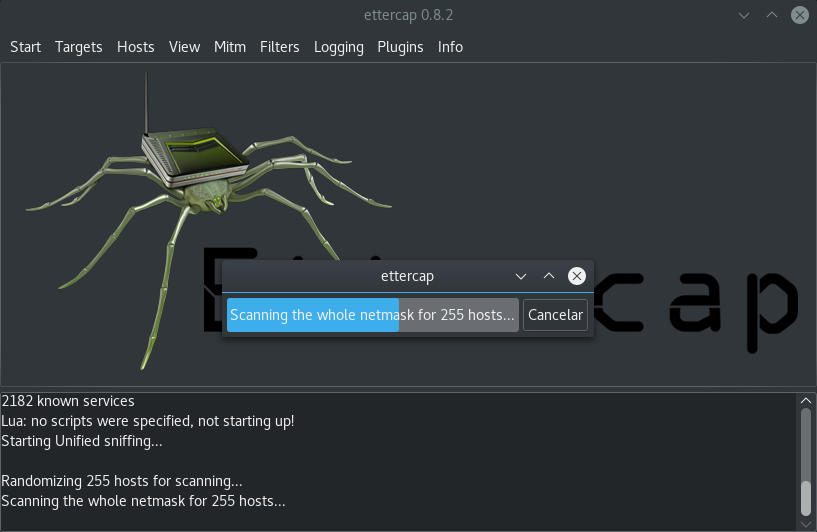 ettercap 0.8.2
Start Targets Hosts View Mitm Filters Logging Plugins Info
ettercap
Scanning the whole netmask for 255 hosts... Cancelar
2182 known services
Lua: no scripts were specified, not starting up!
Starting Unified sniffing...
Randomizing 255 hosts for scanning...
Scanning the whole netmask for 255 hosts...